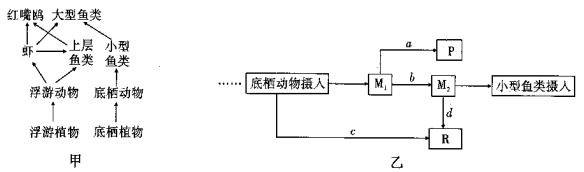 红嘴鸥 大型鱼类
虾 上层鱼类 小型鱼类
浮游动物 底栖动物
浮游植物 底栖植物
甲
…… 底栖动物摄入 M₁ a P
b M₂ 小型鱼类摄入
c d R
乙